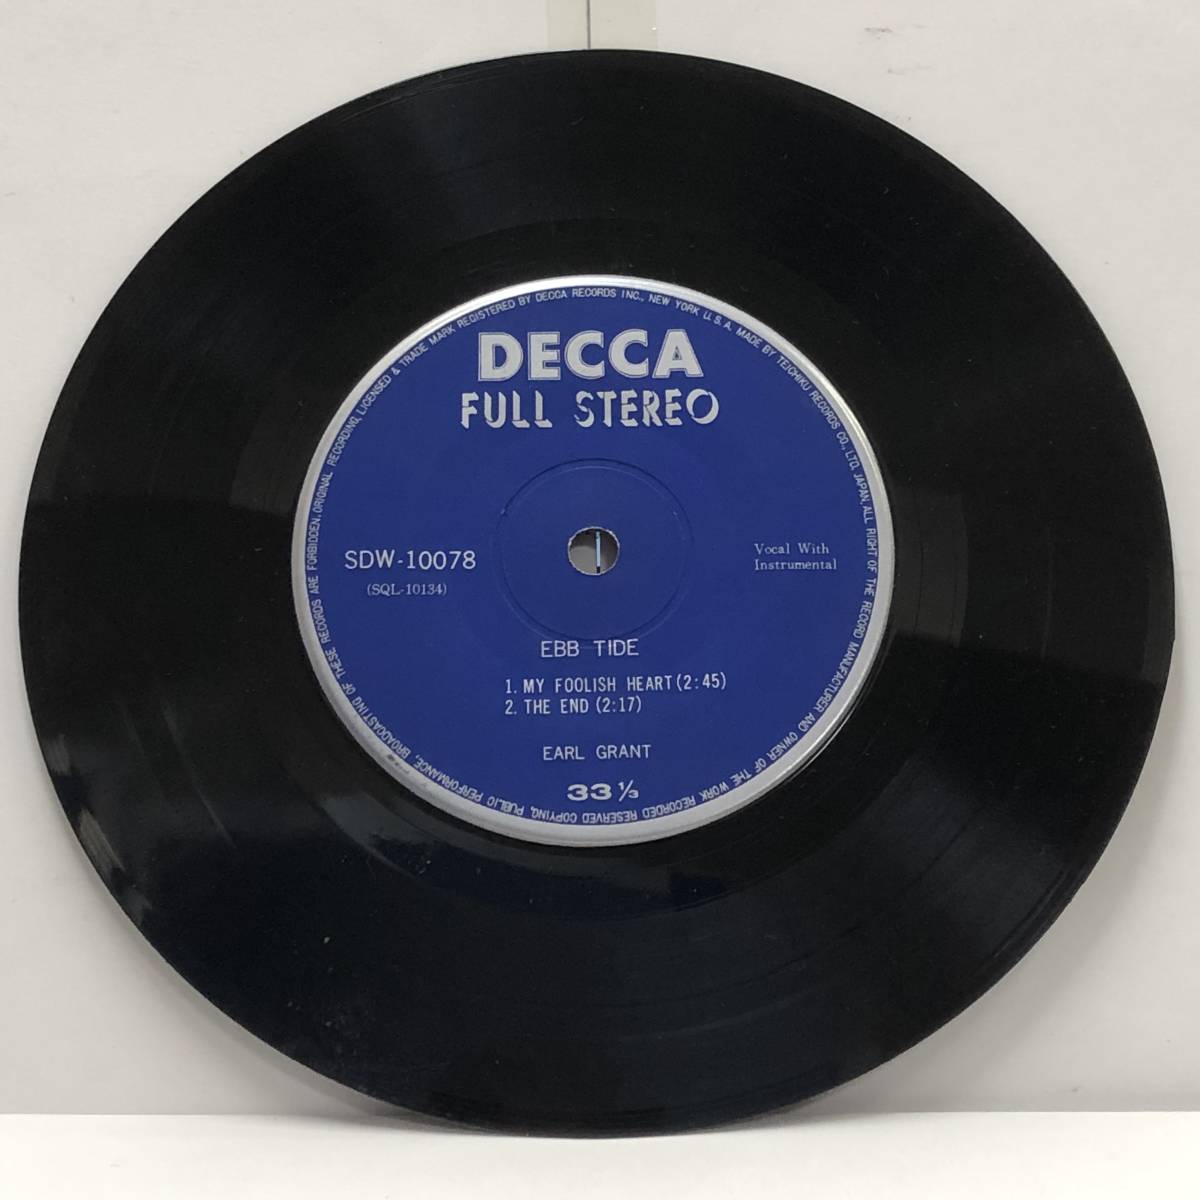 LICENSED & TRADE MARK REGISTERED BY DECCA RECORDS INC., NEW YORK U.S.A. MADE BY TEICHIKU RECORDS CO., LTD. JAPAN, ALL RIGHT OF THE RECORD MANUFACTURER AND OWNER OF THE WORK RECORDED RESERVED COPYING, PUBLIC PERFORMANCE, BROADCASTING OF THESE RECORDS ARE FORBIDDEN, ORIGINAL RECORDING,
DECCA
FULL STEREO
SDW-10078
(SQL-10134)
Vocal With
Instrumental
EBB TIDE
1. MY FOOLISH HEART (2:45)
2. THE END (2:17)
EARL GRANT
33 1/3